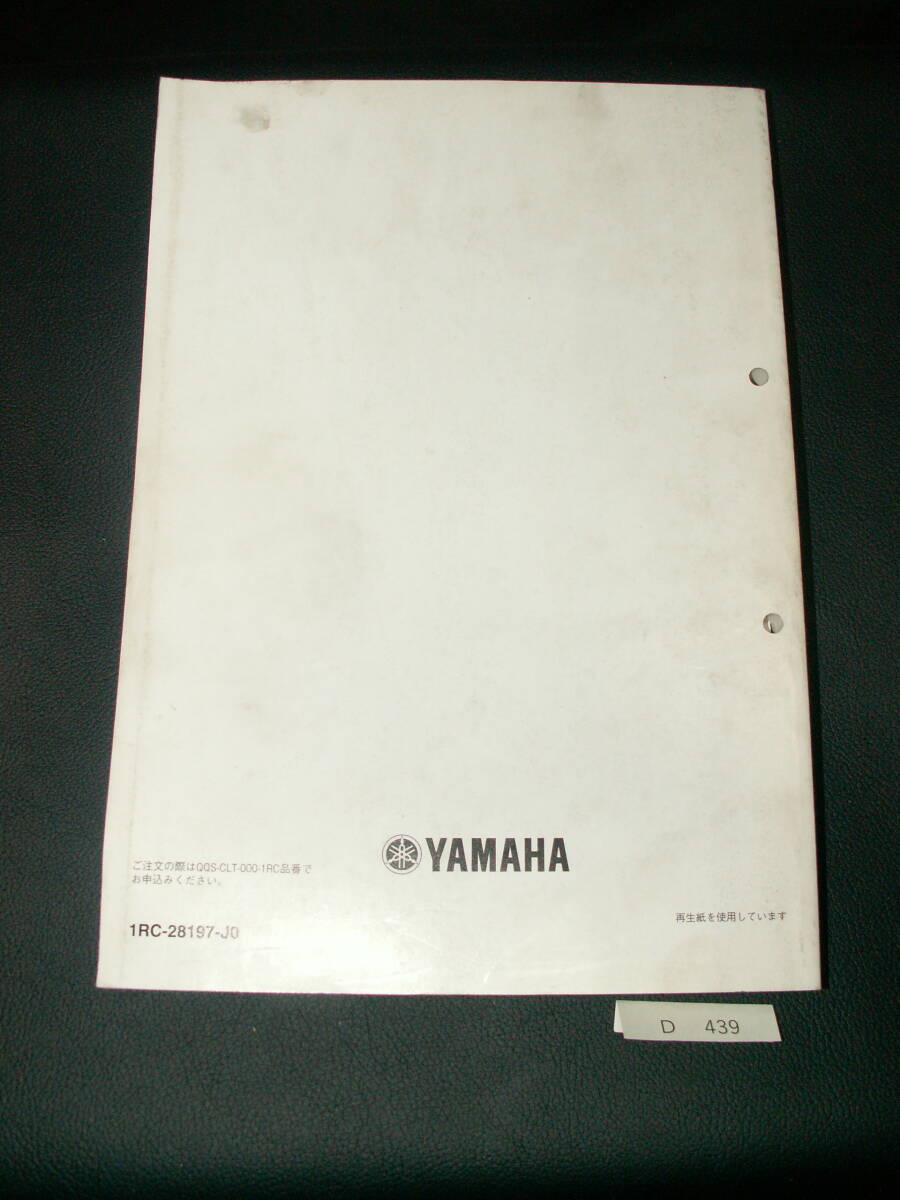 YAMAHA
ご注文の際はQQS-CLT-000-1RC品番で
お申込みください。
1RC-28197-J0
再生紙を使用しています
D 439